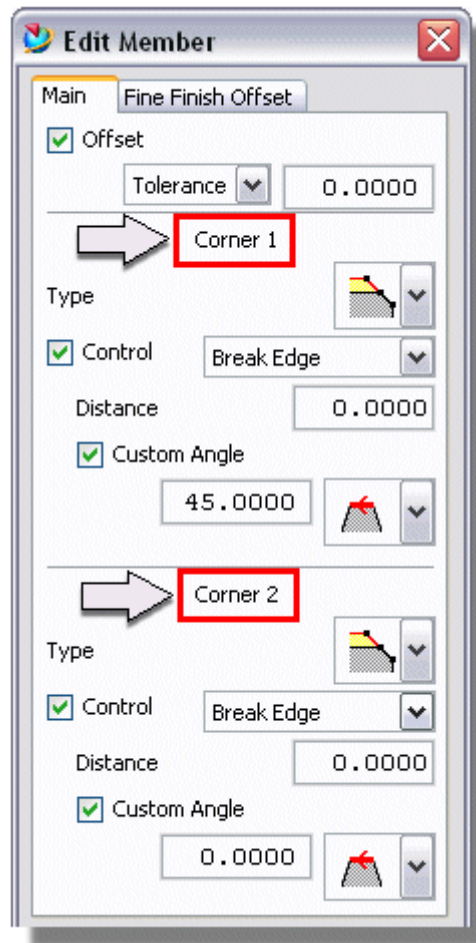 Edit Member
Main Fine Finish Offset
Offset
Tolerance 0.0000
Corner 1
Type
Control Break Edge
Distance 0.0000
Custom Angle
45.0000
Corner 2
Type
Control Break Edge
Distance 0.0000
Custom Angle
0.0000